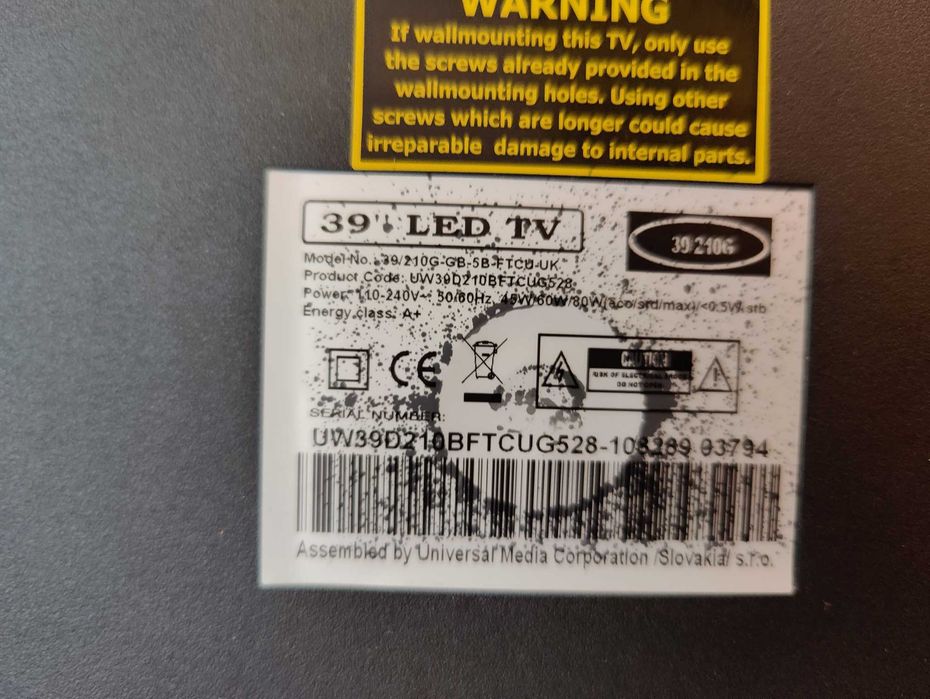 WARNING
If wallmounting this TV, only use
the screws already provided in the
wallmounting holes. Using other
screws which are longer could cause
irreparable damage to internal parts.
39" LED TV
39/210G
Model No.: 39/210G-GB-5B-FTCU-UK
Product Code: UW39D210BFTCUG528
Power: 110-240V~ 50/60Hz, 45W/60W/80W(eco/std/max)/<0.5W stb
Energy class: A+
CE
CAUTION
RISK OF ELECTRICAL SHOCK
DO NOT OPEN
SERIAL NUMBER:
UW39D210BFTCUG528-108289 03794
Assembled by Universal Media Corporation /Slovakia/ s.r.o.